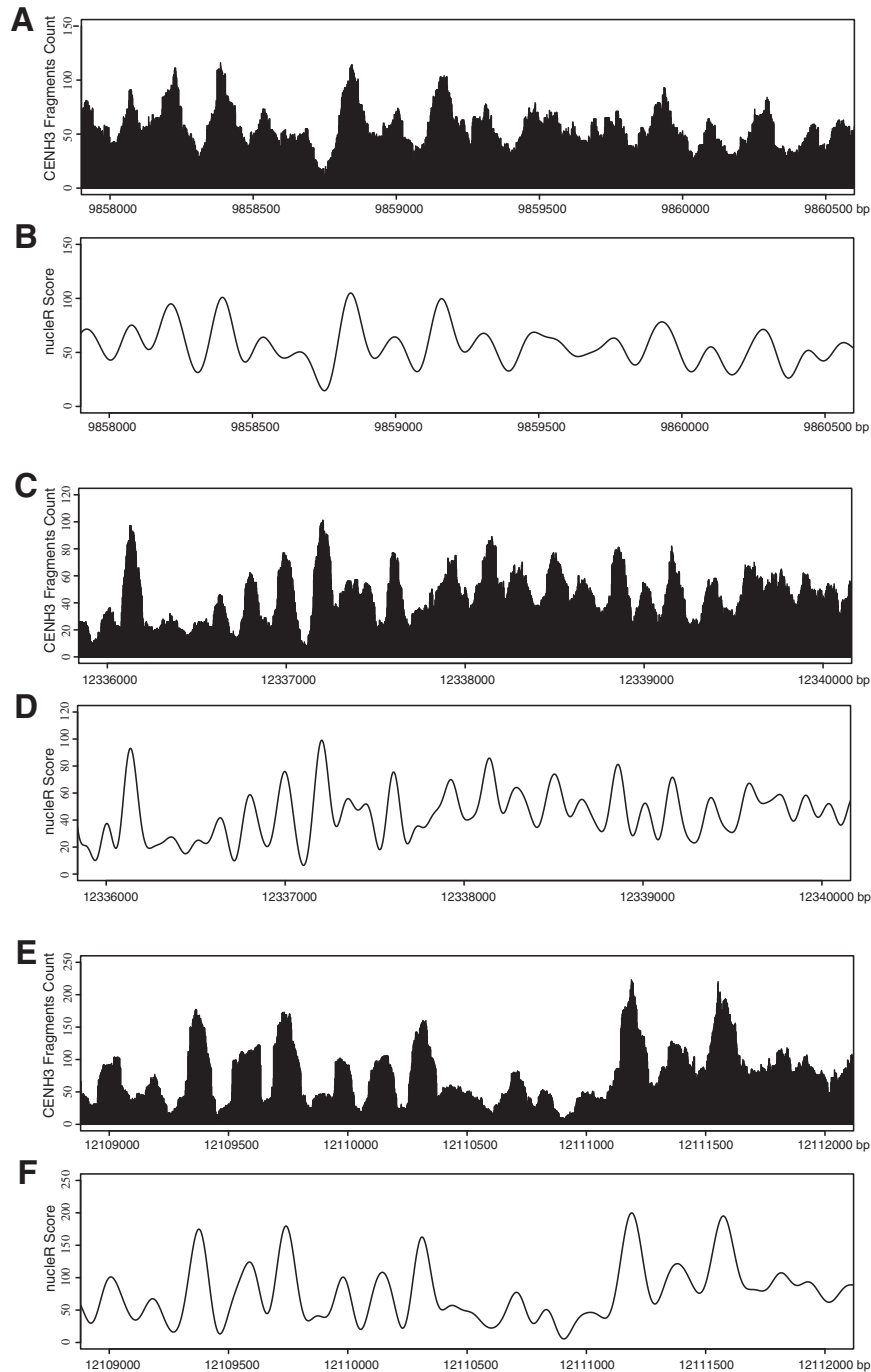 A
CENH3 Fragments Count
150
100
50
0
9858000 9858500 9859000 9859500 9860000 9860500 bp
B
nucleR Score
150
100
50
0
9858000 9858500 9859000 9859500 9860000 9860500 bp
C
CENH3 Fragments Count
120
100
80
60
40
20
0
12336000 12337000 12338000 12339000 12340000 bp
D
nucleR Score
120
100
80
60
40
20
0
12336000 12337000 12338000 12339000 12340000 bp
E
CENH3 Fragments Count
250
200
150
100
50
0
12109000 12109500 12110000 12110500 12111000 12111500 12112000 bp
F
nucleR Score
250
200
150
100
50
0
12109000 12109500 12110000 12110500 12111000 12111500 12112000 bp